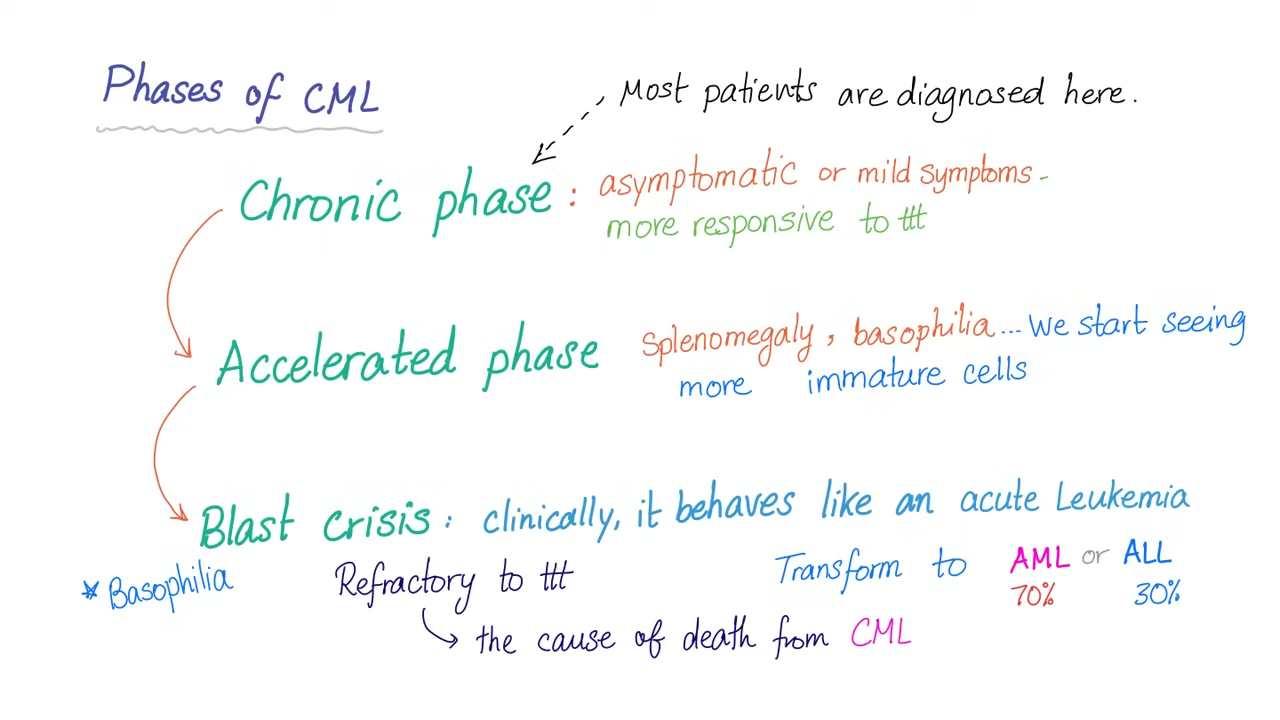 Phases of CML
Most patients are diagnosed here.
Chronic phase : asymptomatic or mild symptoms -
more responsive to ttt
Accelerated phase Splenomegaly, basophilia ... we start seeing
more immature cells
Blast crisis : clinically, it behaves like an acute Leukemia
* Basophilia Refractory to ttt Transform to AML or ALL
70% 30%
the cause of death from CML